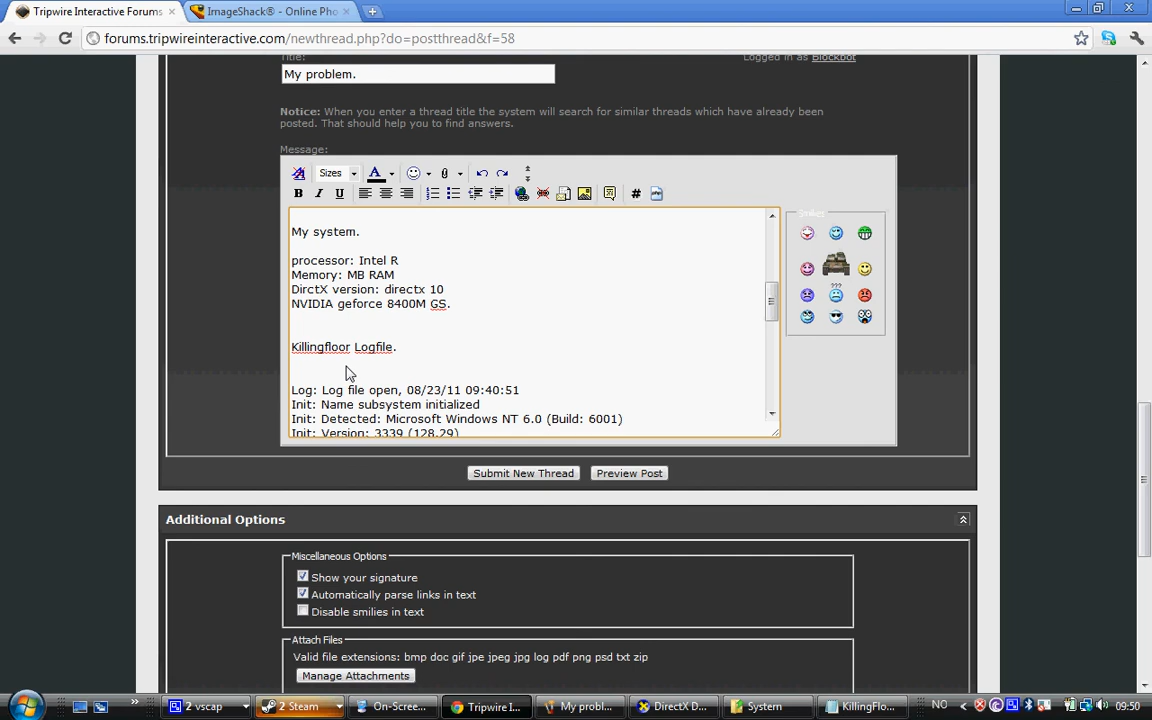 Tripwire Interactive Forums
ImageShack® - Online Pho
forums.tripwireinteractive.com/newthread.php?do=postthread&f=58
Title:
Logged in as Blockbot
My problem.
Notice: When you enter a thread title the system will search for similar threads which have already been
posted. That should help you to find answers.
Message:
Sizes
A
B I U
#
Smilies
My system.
processor: Intel R
Memory: MB RAM
DirctX version: directx 10
NVIDIA geforce 8400M GS.
???
Killingfloor Logfile.
Log: Log file open, 08/23/11 09:40:51
Init: Name subsystem initialized
Init: Detected: Microsoft Windows NT 6.0 (Build: 6001)
Init: Version: 3339 (128.29)
Submit New Thread
Preview Post
Additional Options
Miscellaneous Options
Show your signature
Automatically parse links in text
Disable smilies in text
Attach Files
Valid file extensions: bmp doc gif jpe jpeg jpg log pdf png psd txt zip
Manage Attachments
2 vscap
2 Steam
On-Scree...
Tripwire I...
My probl...
DirectX D...
System
KillingFlo...
NO
09:50